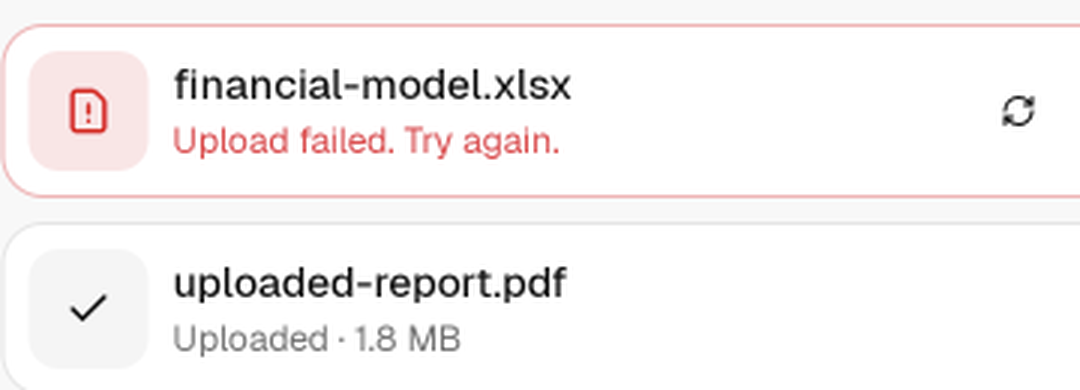 financial-model.xlsx
Upload failed. Try again.
uploaded-report.pdf
Uploaded · 1.8 MB